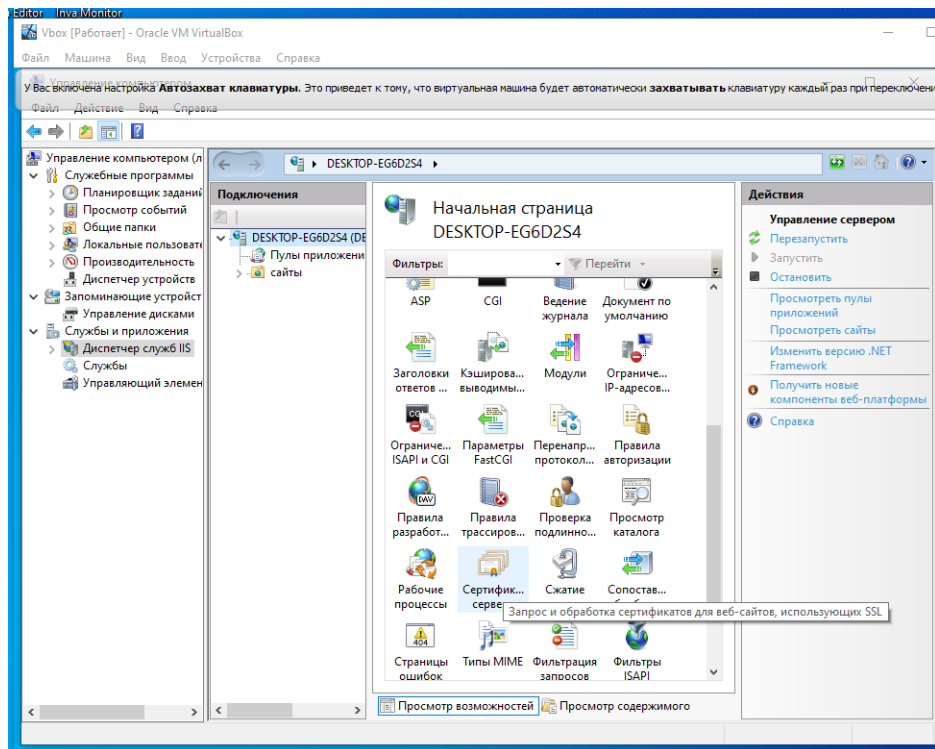 Editor Inva Monitor
Vbox [Работает] - Oracle VM VirtualBox
Файл Машина Вид Ввод Устройства Справка
Управление компьютером
У Вас включена настройка Автозахват клавиатуры. Это приведет к тому, что виртуальная машина будет автоматически захватывать клавиатуру каждый раз при переключени
Файл Действие Вид Справка
Управление компьютером (л
Служебные программы
Планировщик заданий
Просмотр событий
Общие папки
Локальные пользовате
Производительность
Диспетчер устройств
Запоминающие устройст
Управление дисками
Службы и приложения
Диспетчер служб IIS
Службы
Управляющий элемен
DESKTOP-EG6D2S4
Подключения
DESKTOP-EG6D2S4 (DE
Пулы приложени
сайты
Начальная страница
DESKTOP-EG6D2S4
Фильтры: Перейти
ASP CGI Ведение журнала Документ по умолчанию
Заголовки ответов ... Кэширова... выводимы... Модули Ограниче... IP-адресов...
Ограниче... ISAPI и CGI Параметры FastCGI Перенапр... протокол... Правила авторизации
Правила разработ... Правила трассиров... Проверка подлинно... Просмотр каталога
Рабочие процессы Сертифик... серве Сжатие Сопостав...
Запрос и обработка сертификатов для веб-сайтов, использующих SSL
404
Страницы ошибок Типы MIME Фильтрация запросов Фильтры ISAPI
Просмотр возможностей Просмотр содержимого
Действия
Управление сервером
Перезапустить
Запустить
Остановить
Просмотреть пулы
приложений
Просмотреть сайты
Изменить версию .NET
Framework
Получить новые
компоненты веб-платформы
Справка